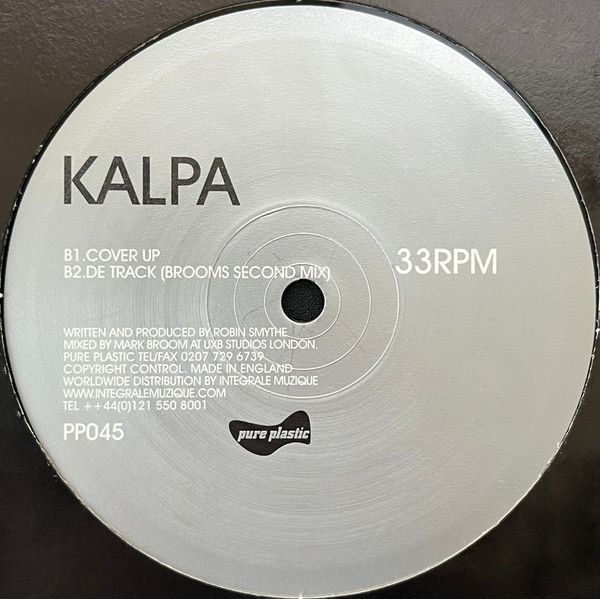 KALPA
B1.COVER UP
B2.DE TRACK (BROOMS SECOND MIX)
33RPM
WRITTEN AND PRODUCED BY ROBIN SMYTHE
MIXED BY MARK BROOM AT UXB STUDIOS LONDON.
PURE PLASTIC TEL/FAX 0207 729 6739
COPYRIGHT CONTROL. MADE IN ENGLAND
WORLDWIDE DISTRIBUTION BY INTEGRALE MUZIQUE
WWW.INTEGRALEMUZIQUE.COM
TEL ++44(0)121 550 8001
PP045
pure plastic